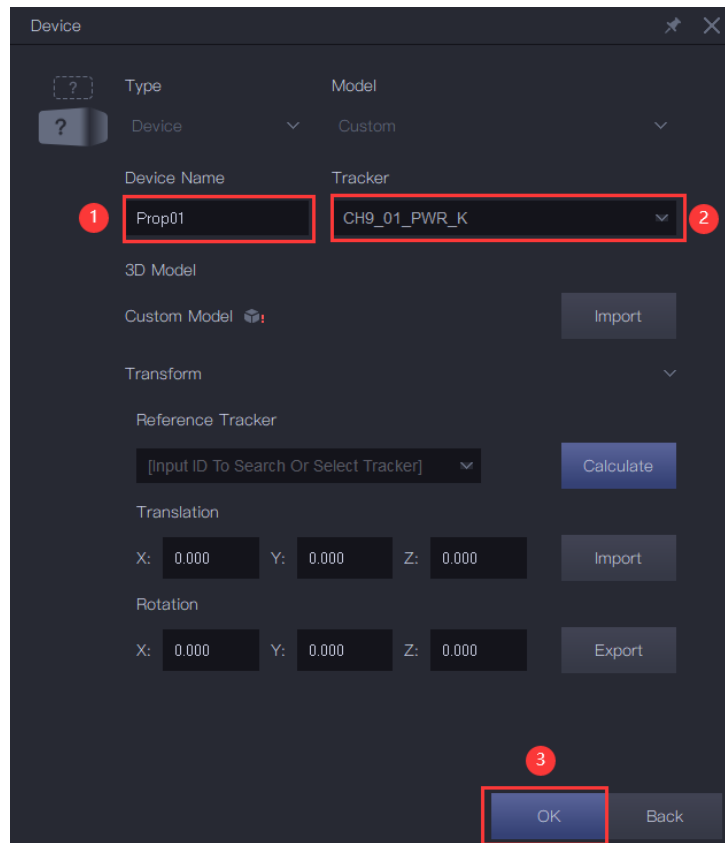 Device
Type Model
Device Custom
Device Name Tracker
1 Prop01 CH9_01_PWR_K 2
3D Model
Custom Model ! Import
Transform
Reference Tracker
[Input ID To Search Or Select Tracker] Calculate
Translation
X: 0.000 Y: 0.000 Z: 0.000 Import
Rotation
X: 0.000 Y: 0.000 Z: 0.000 Export
3
OK Back